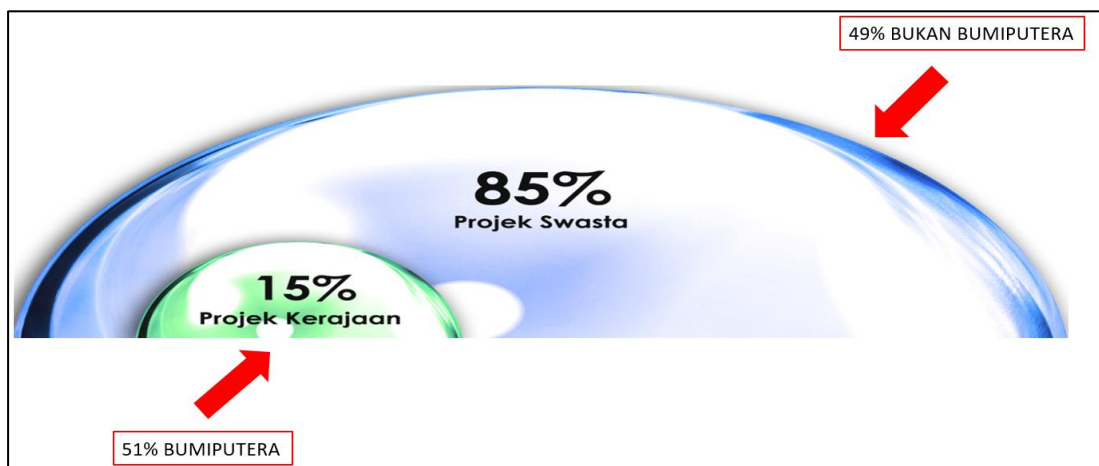 49% BUKAN BUMIPUTERA
85%
Projek Swasta
15%
Projek Kerajaan
51% BUMIPUTERA